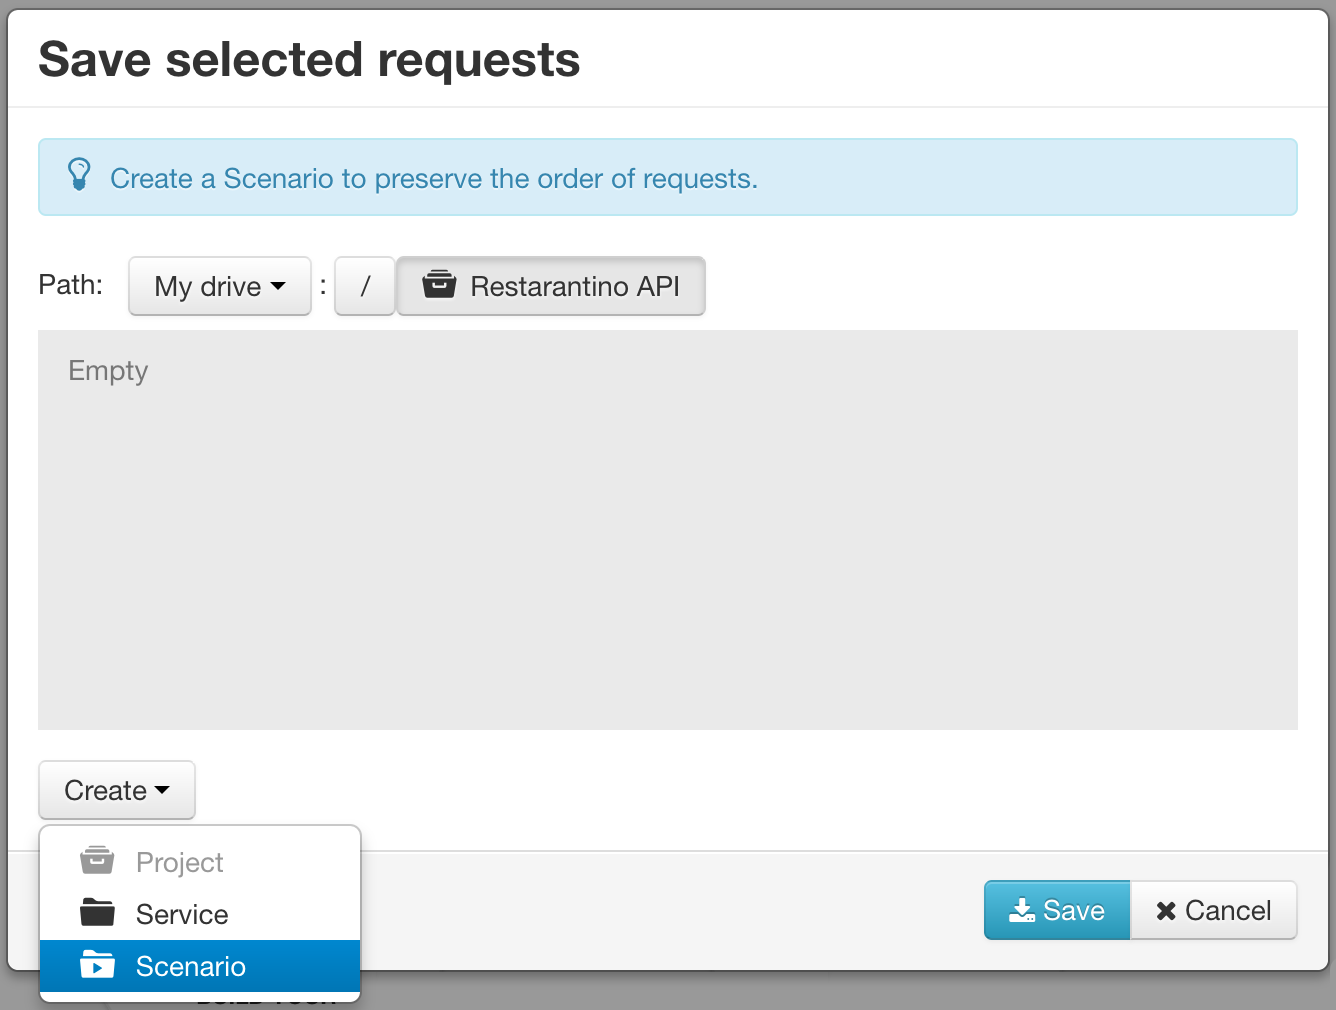 Save selected requests
Create a Scenario to preserve the order of requests.
Path: My drive : / Restarantino API
Empty
Create
Project
Service
Scenario
Save Cancel